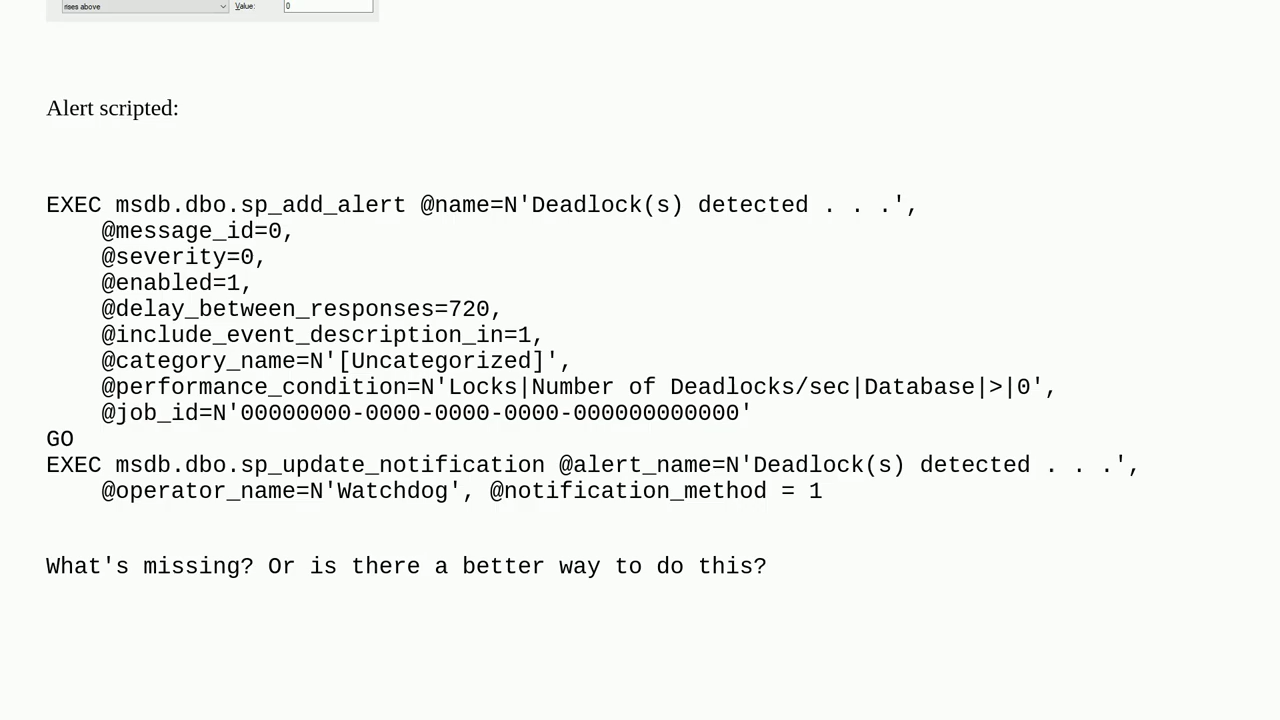 rises above Value: 0
Alert scripted:
EXEC msdb.dbo.sp_add_alert @name=N'Deadlock(s) detected . . .',
@message_id=0,
@severity=0,
@enabled=1,
@delay_between_responses=720,
@include_event_description_in=1,
@category_name=N'[Uncategorized]',
@performance_condition=N'Locks|Number of Deadlocks/sec|Database|>|0',
@job_id=N'00000000-0000-0000-0000-000000000000'
GO
EXEC msdb.dbo.sp_update_notification @alert_name=N'Deadlock(s) detected . . .',
@operator_name=N'Watchdog', @notification_method = 1
What's missing? Or is there a better way to do this?